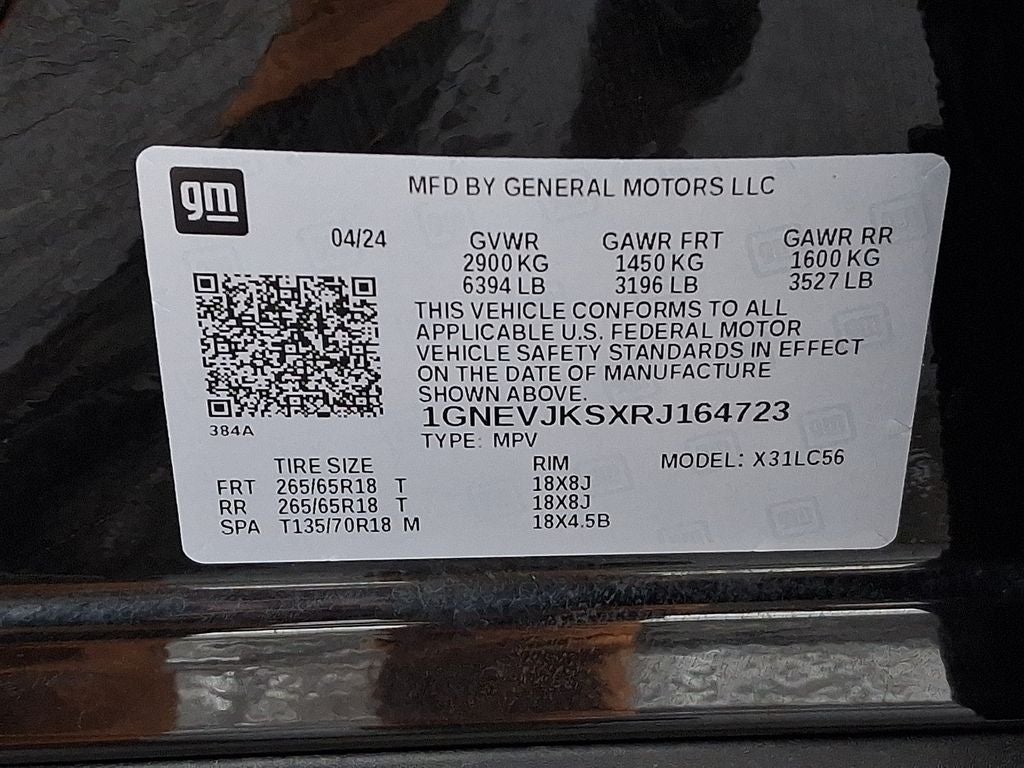 gm
MFD BY GENERAL MOTORS LLC
04/24 GVWR GAWR FRT GAWR RR
2900 KG 1450 KG 1600 KG
6394 LB 3196 LB 3527 LB
THIS VEHICLE CONFORMS TO ALL
APPLICABLE U.S. FEDERAL MOTOR
VEHICLE SAFETY STANDARDS IN EFFECT
ON THE DATE OF MANUFACTURE
SHOWN ABOVE.
384A
1GNEVJKSXRJ164723
TYPE: MPV
TIRE SIZE RIM MODEL: X31LC56
FRT 265/65R18 T 18X8J
RR 265/65R18 T 18X8J
SPA T135/70R18 M 18X4.5B